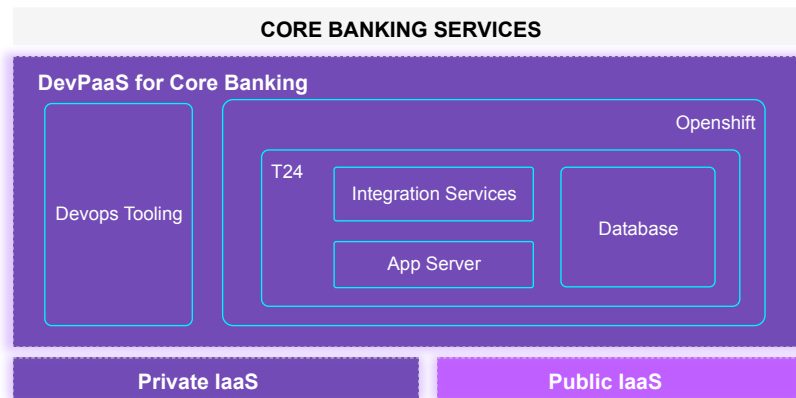 CORE BANKING SERVICES
DevPaaS for Core Banking
Openshift
T24
Integration Services
Devops Tooling
Database
App Server
Private IaaS
Public IaaS